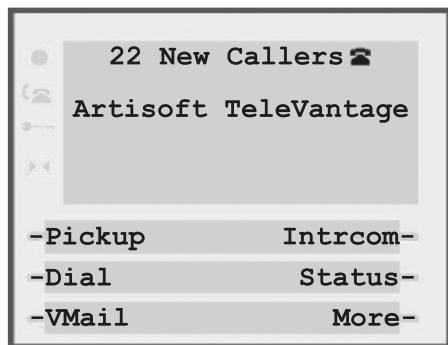 22 New Callers☎
Artisoft TeleVantage
-Pickup Intrcom-
-Dial Status-
-VMail More-